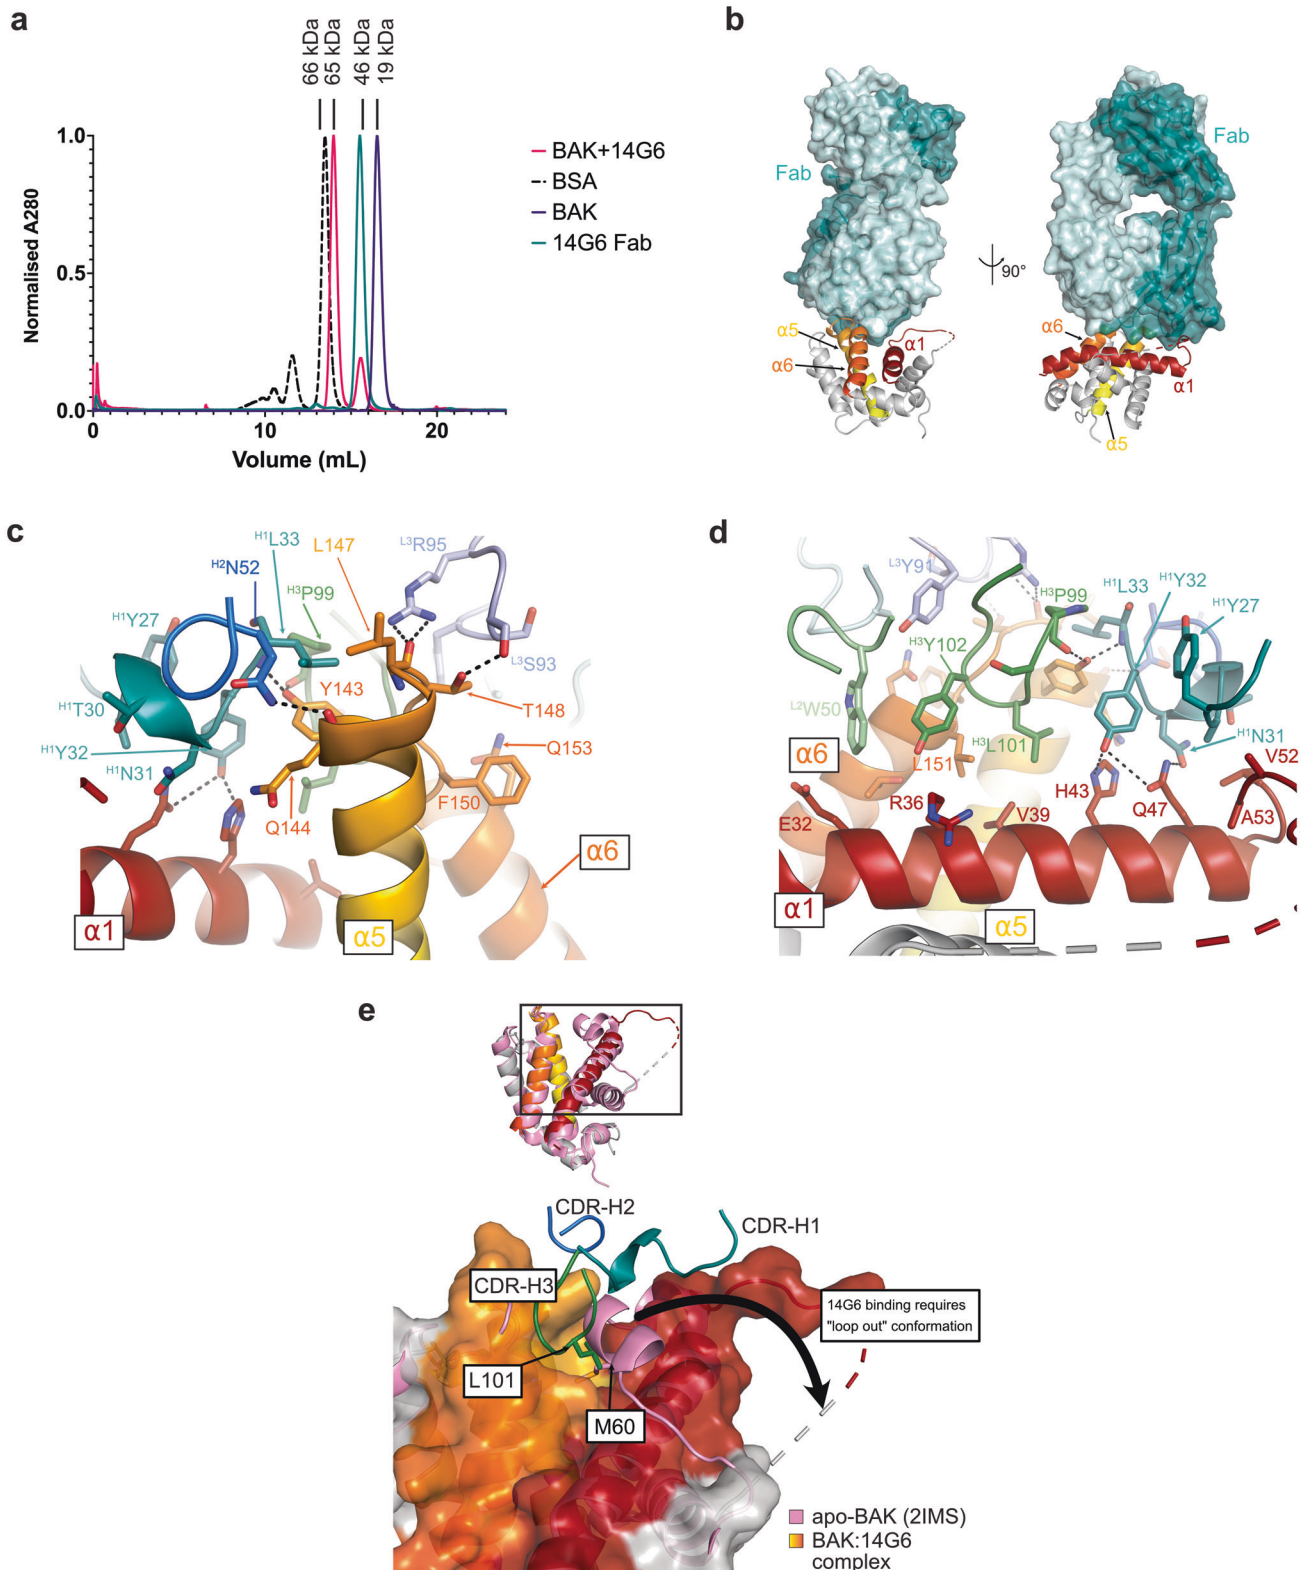 a
66 kDa
65 kDa
46 kDa
19 kDa
1.0
0.5
0.0
0
10
20
Normalised A280
Volume (mL)
BAK+14G6
BSA
BAK
14G6 Fab
b
Fab
Fab
90°
α5
α6
α1
α6
α1
α5
c
H1L33
L147
L3R95
H2N52
H3P99
H1Y27
L3S93
Y143
H1T30
T148
H1Y32
Q153
H1N31
Q144
F150
α6
α1
α5
d
L3Y91
H3P99
H1L33
H1Y32
H1Y27
H3Y102
L2W50
H3L101
H1N31
α6
L151
V52
R36
H43
E32
V39
Q47
A53
α1
α5
e
CDR-H2
CDR-H1
CDR-H3
14G6 binding requires
"loop out" conformation
L101
M60
apo-BAK (2IMS)
BAK:14G6
complex